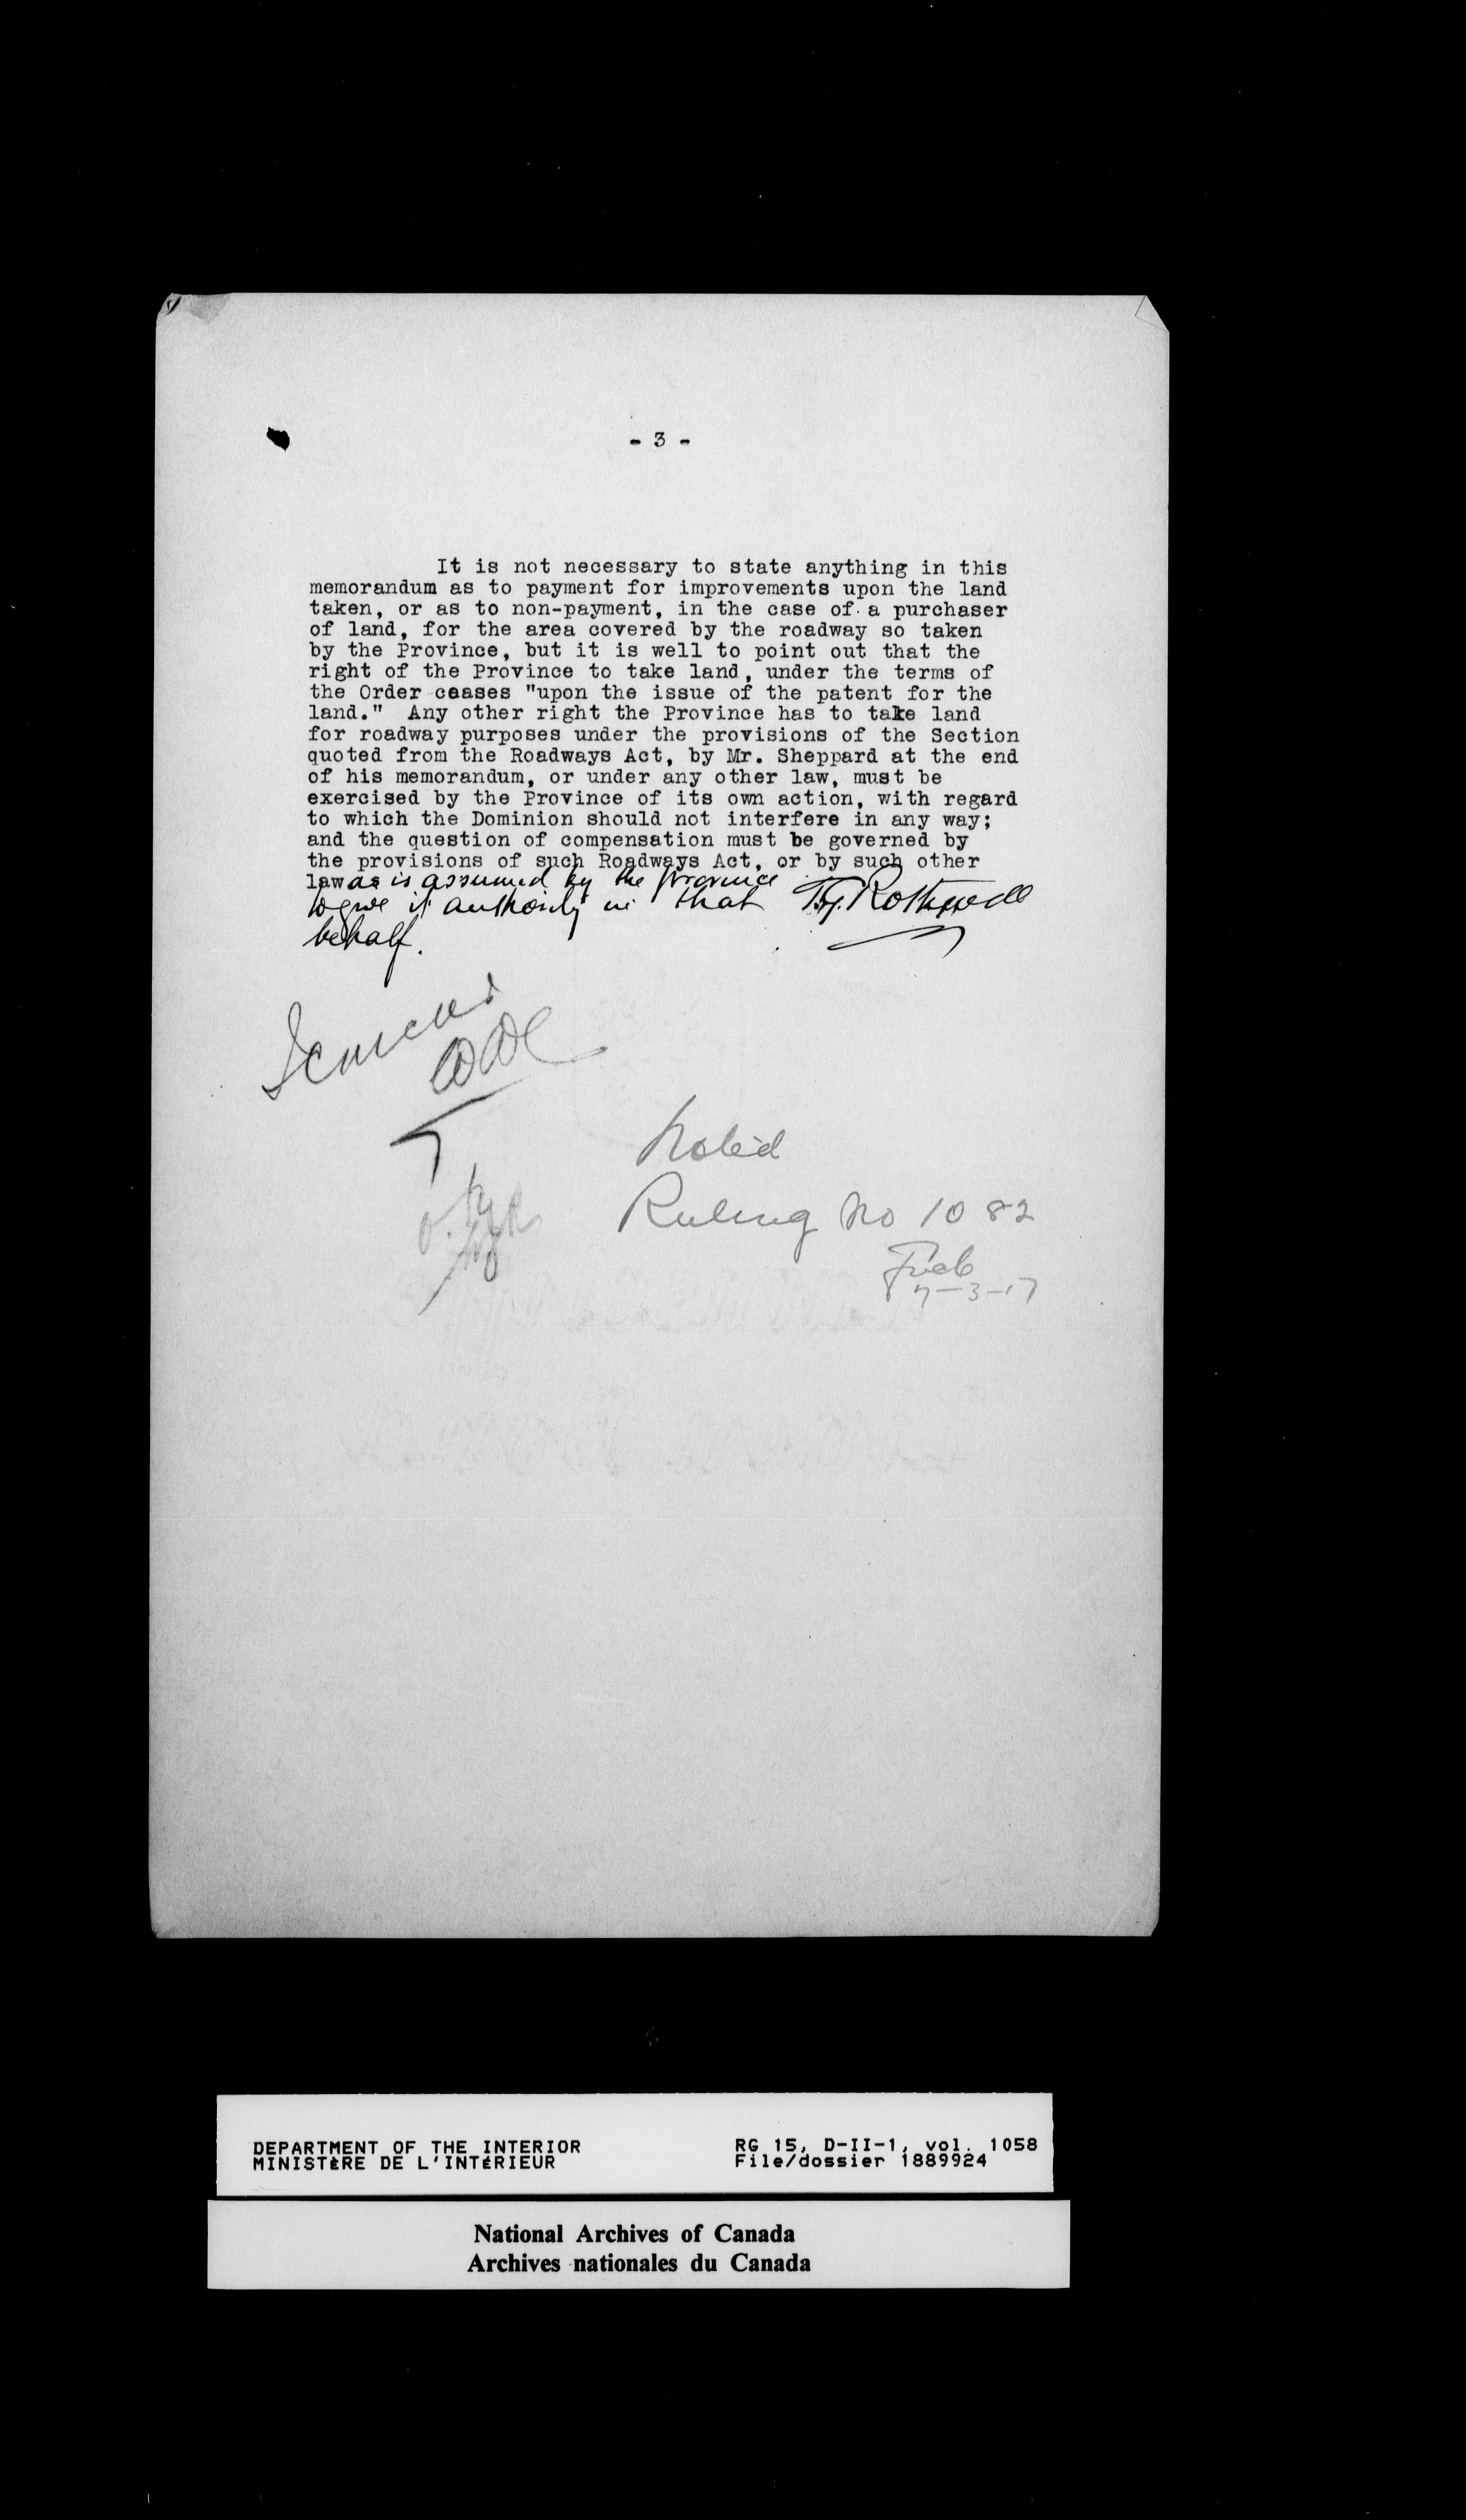 - 3 -
It is not necessary to state anything in this
memorandum as to payment for improvements upon the land
taken, or as to non-payment, in the case of a purchaser
of land, for the area covered by the roadway so taken
by the Province, but it is well to point out that the
right of the Province to take land, under the terms of
the Order ceases "upon the issue of the patent for the
land." Any other right the Province has to take land
for roadway purposes under the provisions of the Section
quoted from the Roadways Act, by Mr. Sheppard at the end
of his memorandum, or under any other law, must be
exercised by the Province of its own action, with regard
to which the Dominion should not interfere in any way;
and the question of compensation must be governed by
the provisions of such Roadways Act, or by such other
law as is assumed by the Province
to give it authority in that Rothwell
behalf.
Noted
Ruling No 1082
7-3-17
DEPARTMENT OF THE INTERIOR
MINISTÈRE DE L'INTÉRIEUR
RG 15, D-II-1, vol. 1058
File/dossier 1889924
National Archives of Canada
Archives nationales du Canada